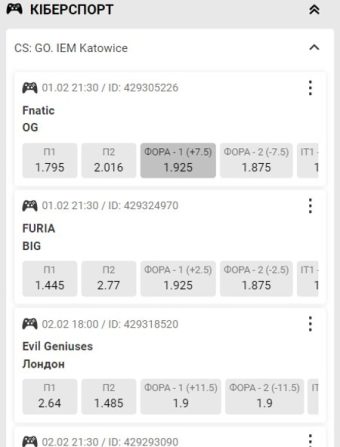 КІБЕРСПОРТ
CS: GO. IEM Katowice
01.02 21:30 / ID: 429305226
Fnatic
OG
П1 П2 ФОРА - 1 (+7.5) ФОРА - 2 (-7.5) ІТ1 -
1.795 2.016 1.925 1.875 1
01.02 21:30 / ID: 429324970
FURIA
BIG
П1 П2 ФОРА - 1 (+2.5) ФОРА - 2 (-2.5) ІТ1 -
1.445 2.77 1.925 1.875 1
02.02 18:00 / ID: 429318520
Evil Geniuses
Лондон
П1 П2 ФОРА - 1 (+11.5) ФОРА - 2 (-11.5) ІТ
2.64 1.485 1.9 1.9
02.02 21:30 / ID: 429293090